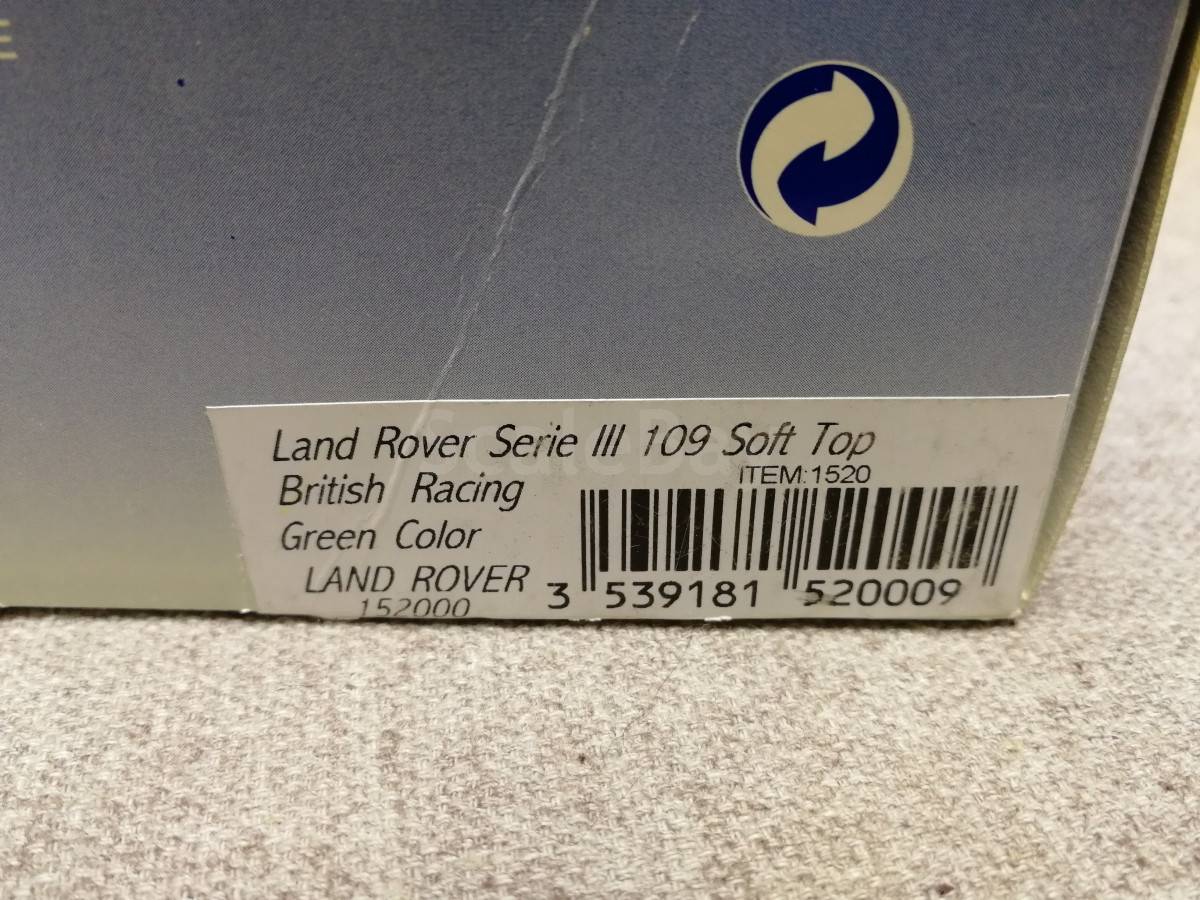 E
Land Rover Serie III 109 Soft Top
ITEM:1520
British Racing
Green Color
LAND ROVER
152000
3 539181 520009